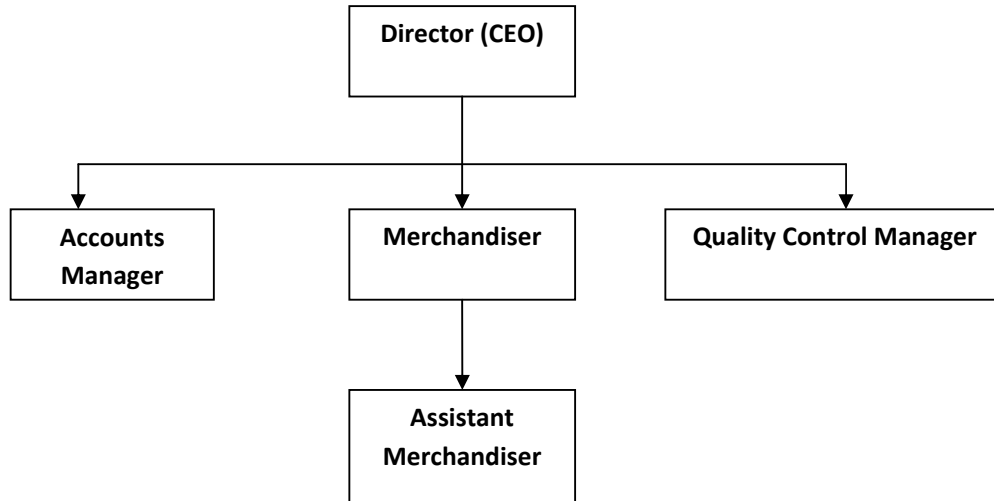 Director (CEO)
Accounts
Manager
Merchandiser
Quality Control Manager
Assistant
Merchandiser